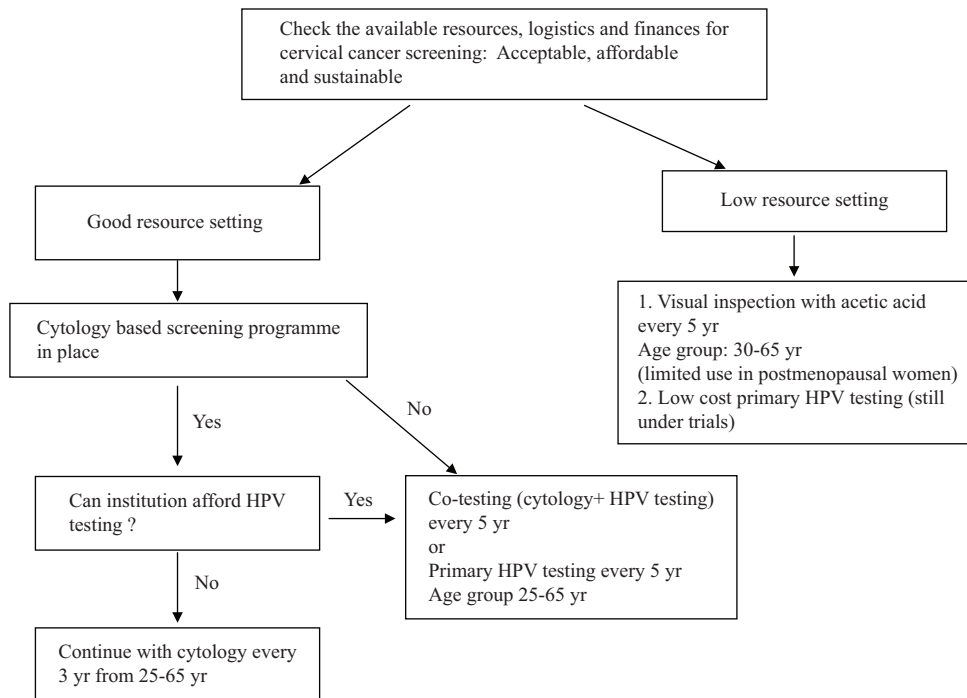 Check the available resources, logistics and finances for
cervical cancer screening: Acceptable, affordable
and sustainable
Good resource setting
Low resource setting
Cytology based screening programme
in place
1. Visual inspection with acetic acid
every 5 yr
Age group: 30-65 yr
(limited use in postmenopausal women)
2. Low cost primary HPV testing (still
under trials)
Yes
No
Can institution afford HPV
testing ?
Yes
Co-testing (cytology+ HPV testing)
every 5 yr
or
Primary HPV testing every 5 yr
Age group 25-65 yr
No
Continue with cytology every
3 yr from 25-65 yr